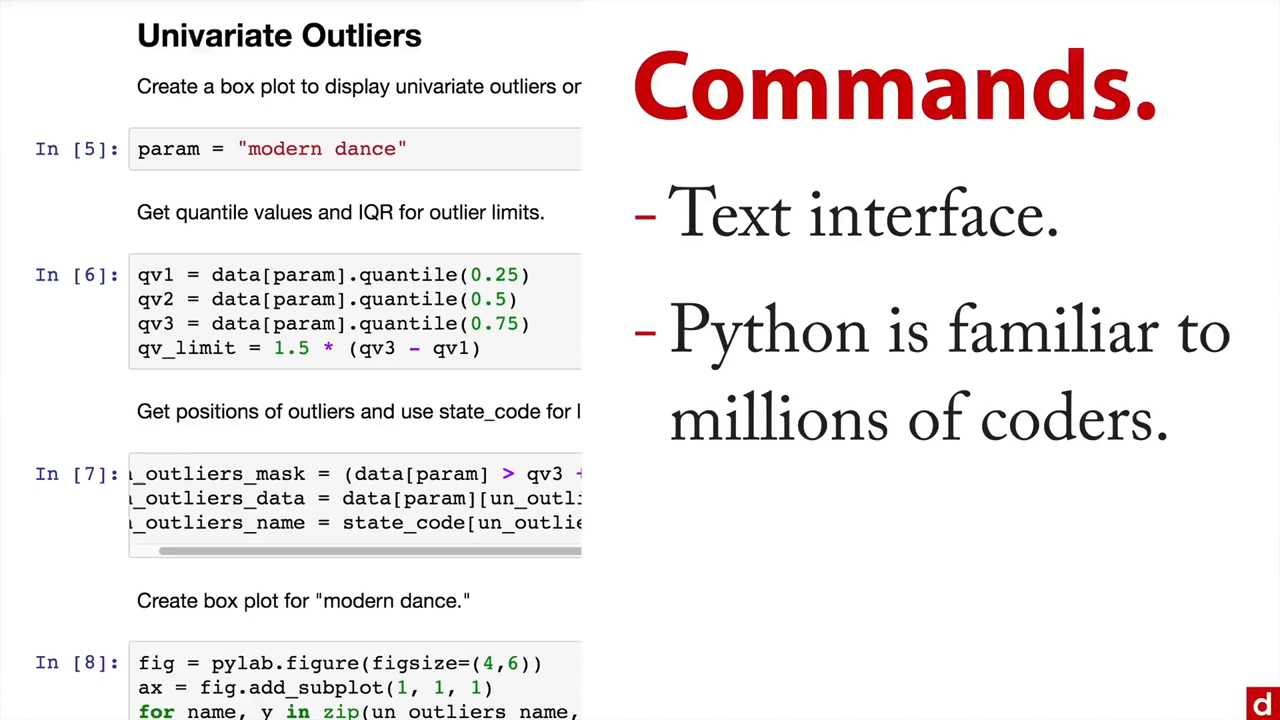 Univariate Outliers
Create a box plot to display univariate outliers on
In [5]: param = "modern dance"
Get quantile values and IQR for outlier limits.
In [6]: qv1 = data[param].quantile(0.25)
qv2 = data[param].quantile(0.5)
qv3 = data[param].quantile(0.75)
qv_limit = 1.5 * (qv3 - qv1)
Get positions of outliers and use state_code for l
In [7]: n_outliers_mask = (data[param] > qv3 +
n_outliers_data = data[param][un_outli
n_outliers_name = state_code[un_outlie
Create box plot for "modern dance."
In [8]: fig = pylab.figure(figsize=(4,6))
ax = fig.add_subplot(1, 1, 1)
for name, y in zip(un_outliers_name,
Commands.
- Text interface.
- Python is familiar to
millions of coders.
d